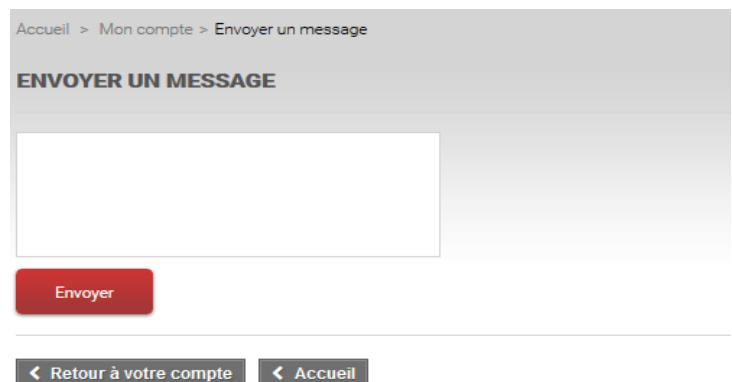 Accueil > Mon compte > Envoyer un message
ENVOYER UN MESSAGE
Envoyer
< Retour à votre compte < Accueil